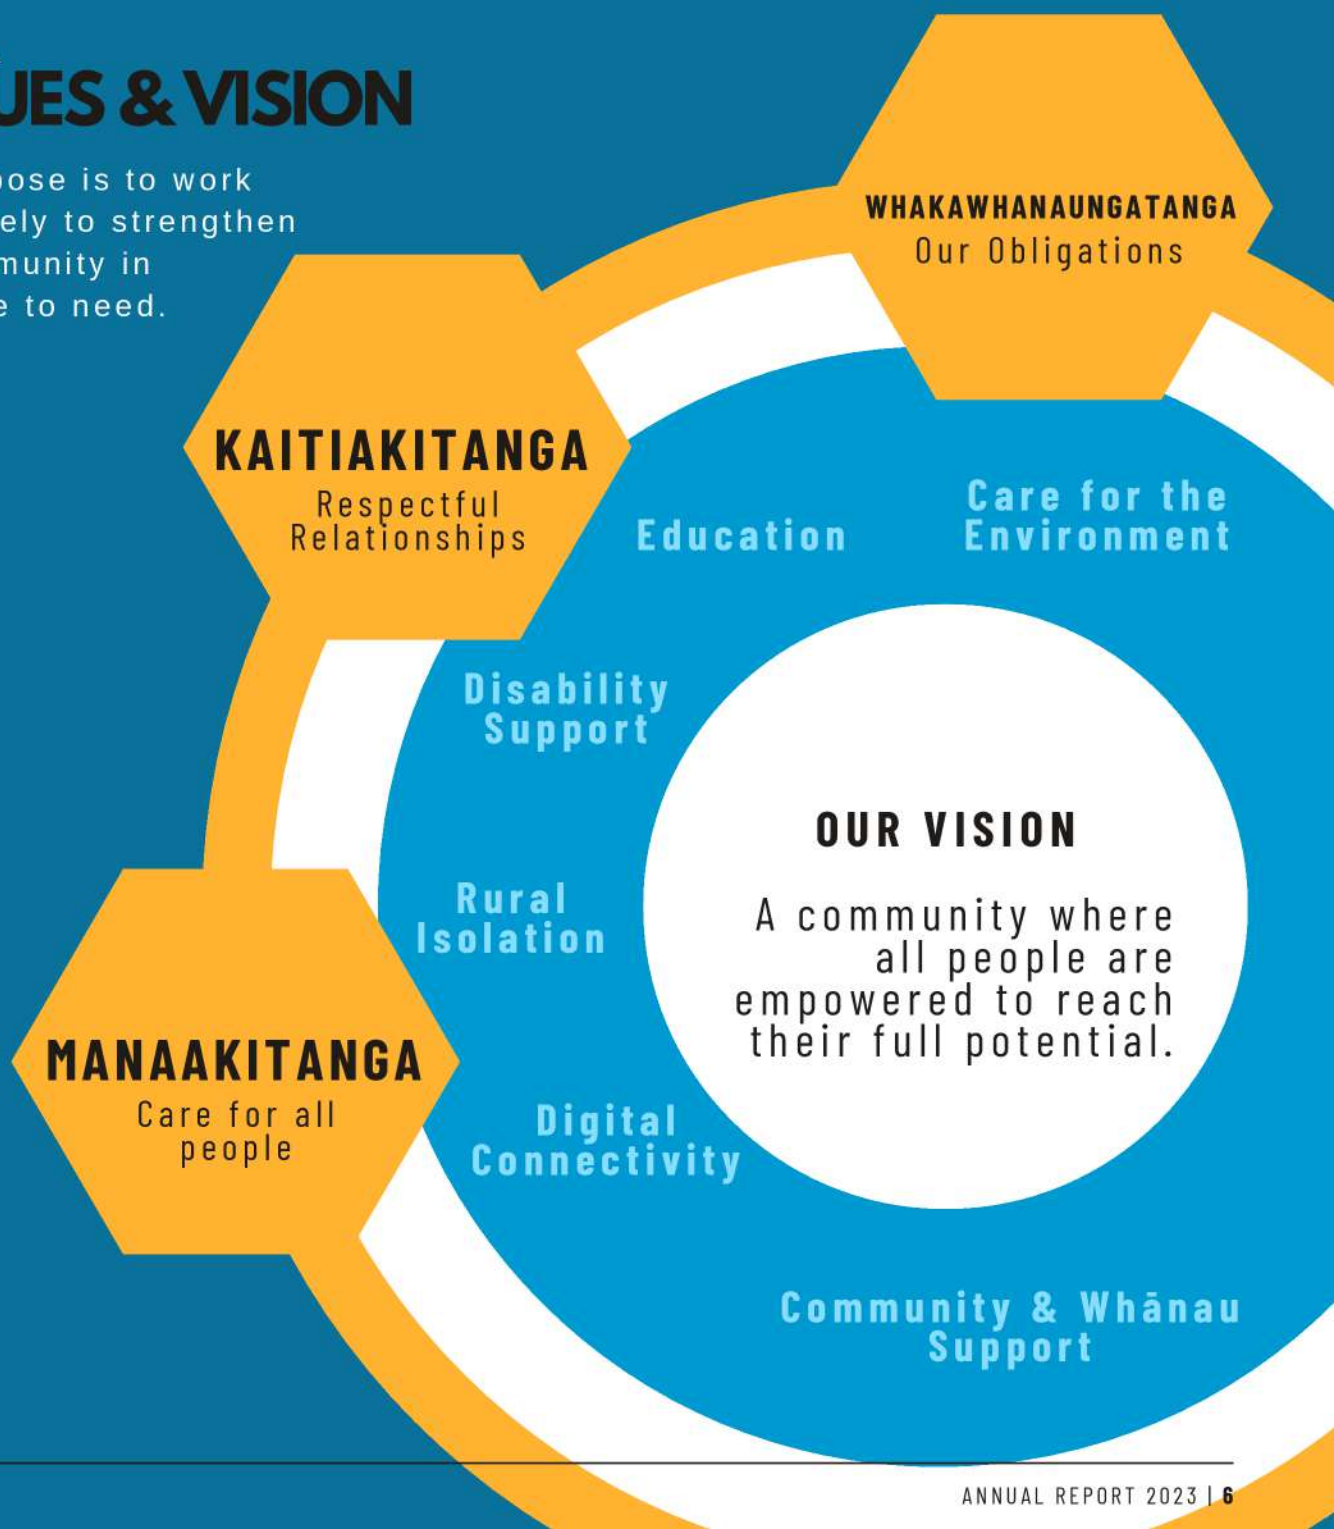 UES & VISION
pose is to work
ely to strengthen
munity in
e to need.
WHAKAWHANAUNGATANGA
Our Obligations
KAITIAKITANGA
Respectful
Relationships
Education
Care for the
Environment
Disability
Support
OUR VISION
A community where
all people are
empowered to reach
their full potential.
Rural
Isolation
MANAAKITANGA
Care for all
people
Digital
Connectivity
Community & Whānau
Support
ANNUAL REPORT 2023 | 6